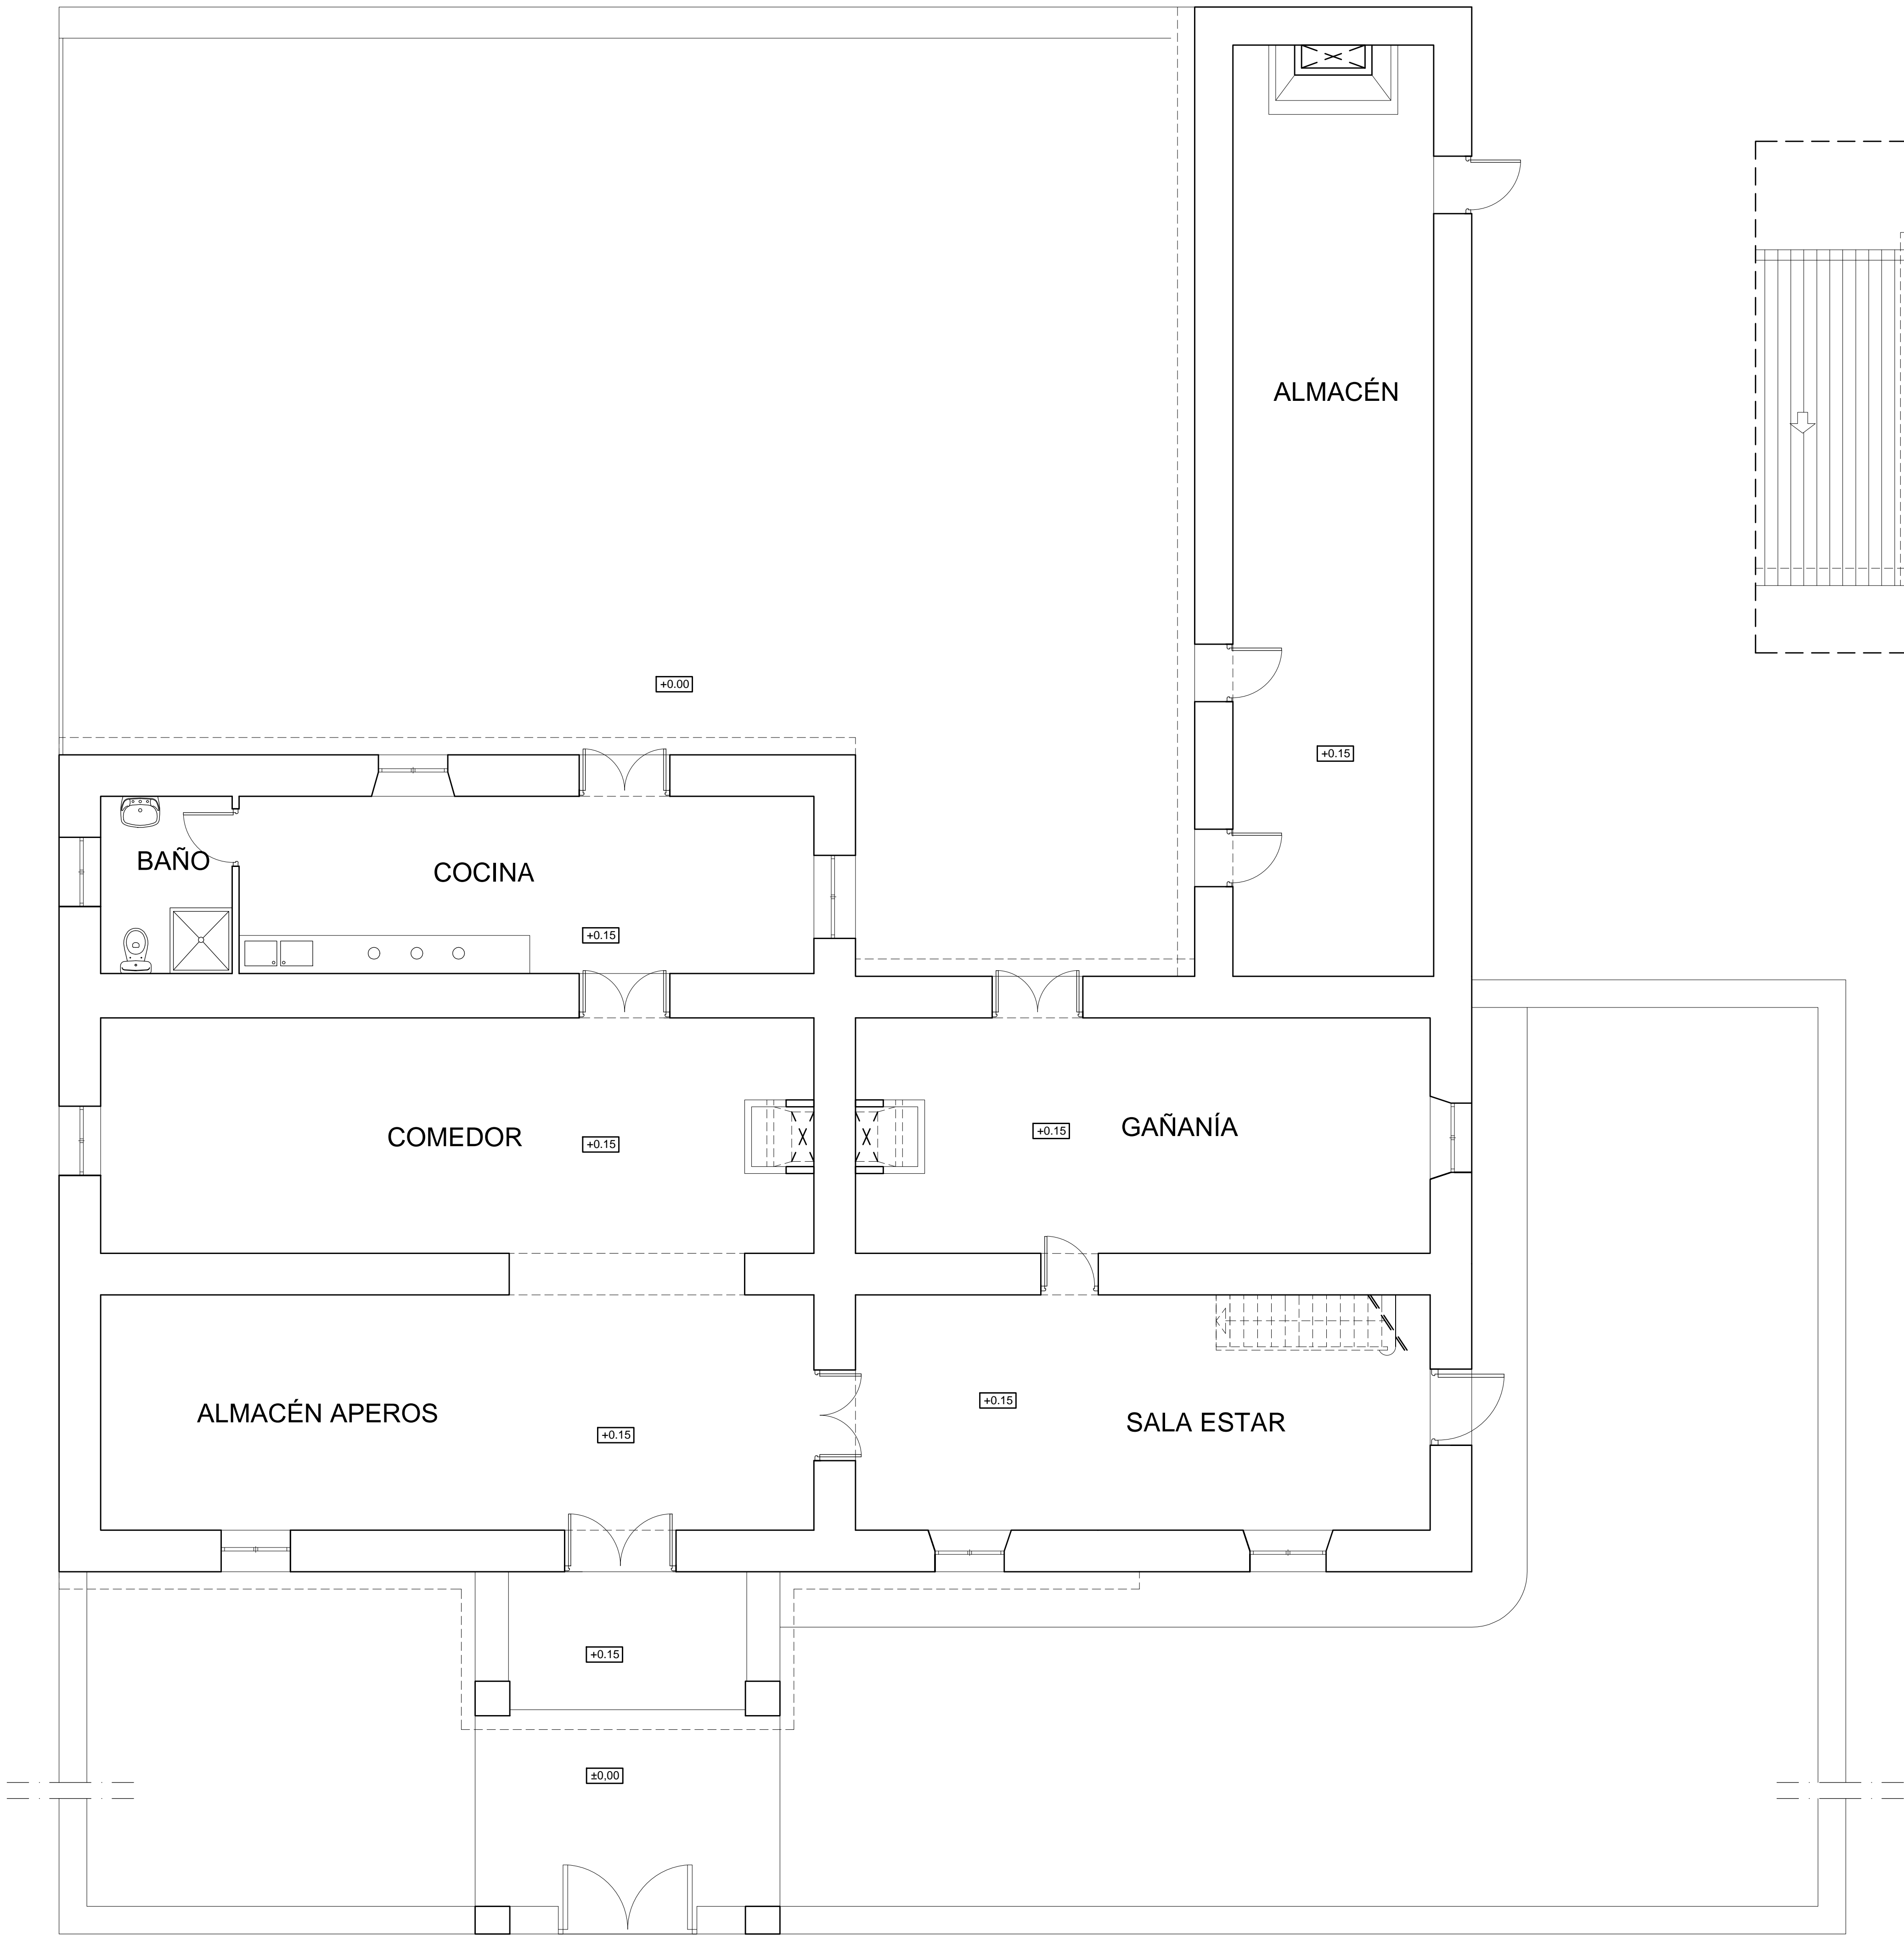 ALMACÉN
+0.00
+0.15
BAÑO
COCINA
+0.15
COMEDOR
+0.15
+0.15
GAÑANÍA
ALMACÉN APEROS
+0.15
+0.15
SALA ESTAR
+0.15
±0,00